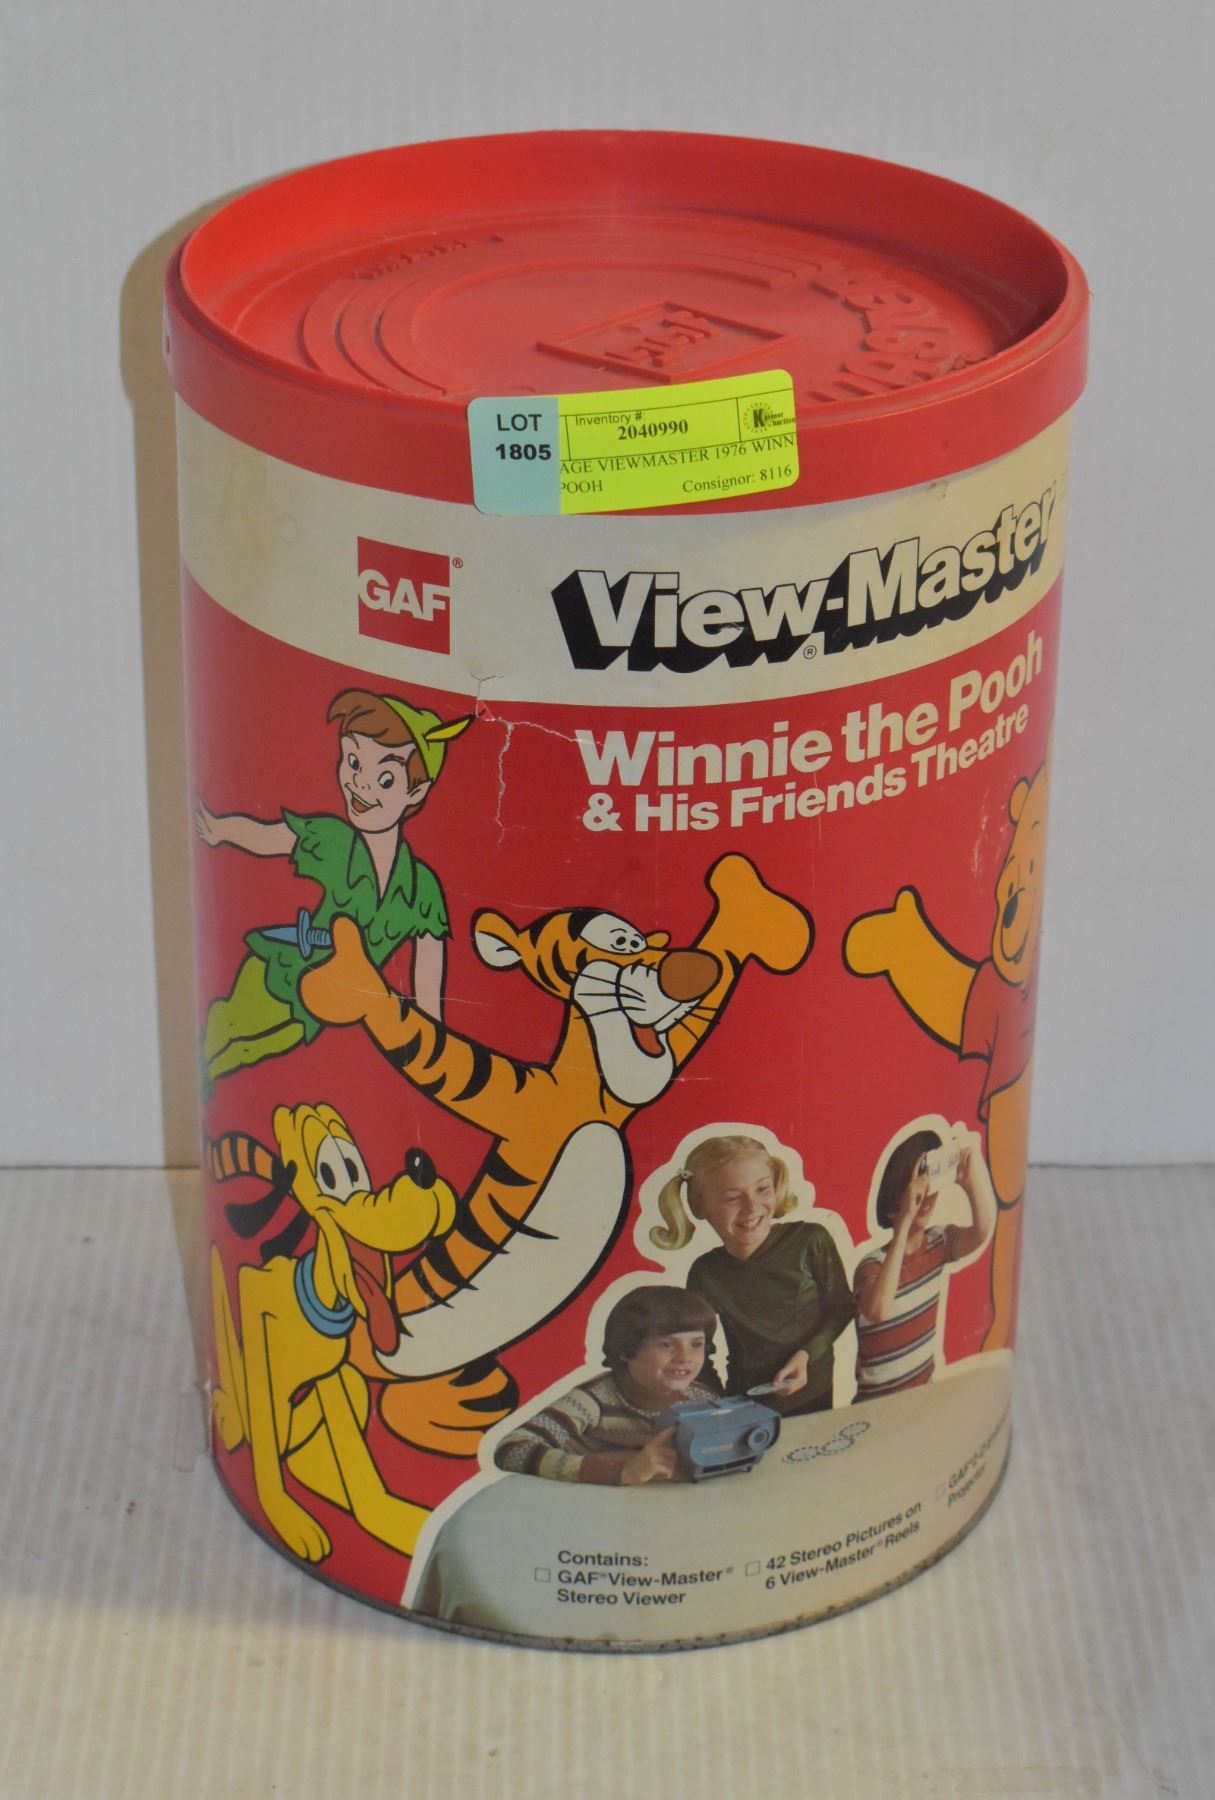 LOT
1805
Inventory #:
2040990
AGE VIEWMASTER 1976 WINN
POOH
Consignor: 8116
GAF®
View-Master
®
Winnie the Pooh
& His Friends Theatre
Contains:
☐ GAF® View-Master®
Stereo Viewer
☐ 42 Stereo Pictures on
6 View-Master® Reels
☐ GAF®
Projector